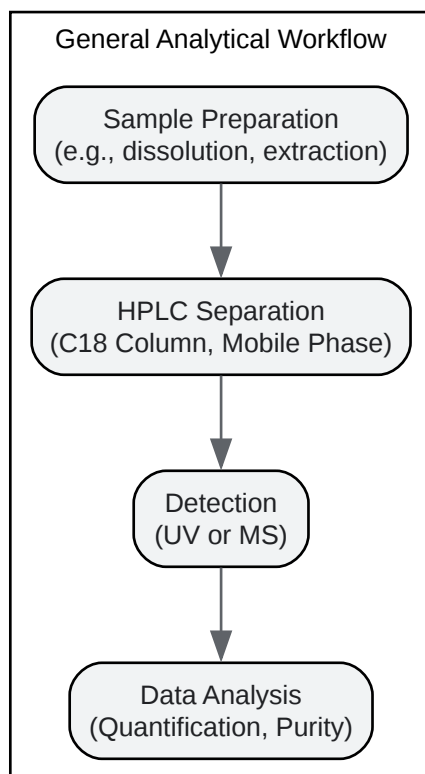 General Analytical Workflow
Sample Preparation
(e.g., dissolution, extraction)
HPLC Separation
(C18 Column, Mobile Phase)
Detection
(UV or MS)
Data Analysis
(Quantification, Purity)